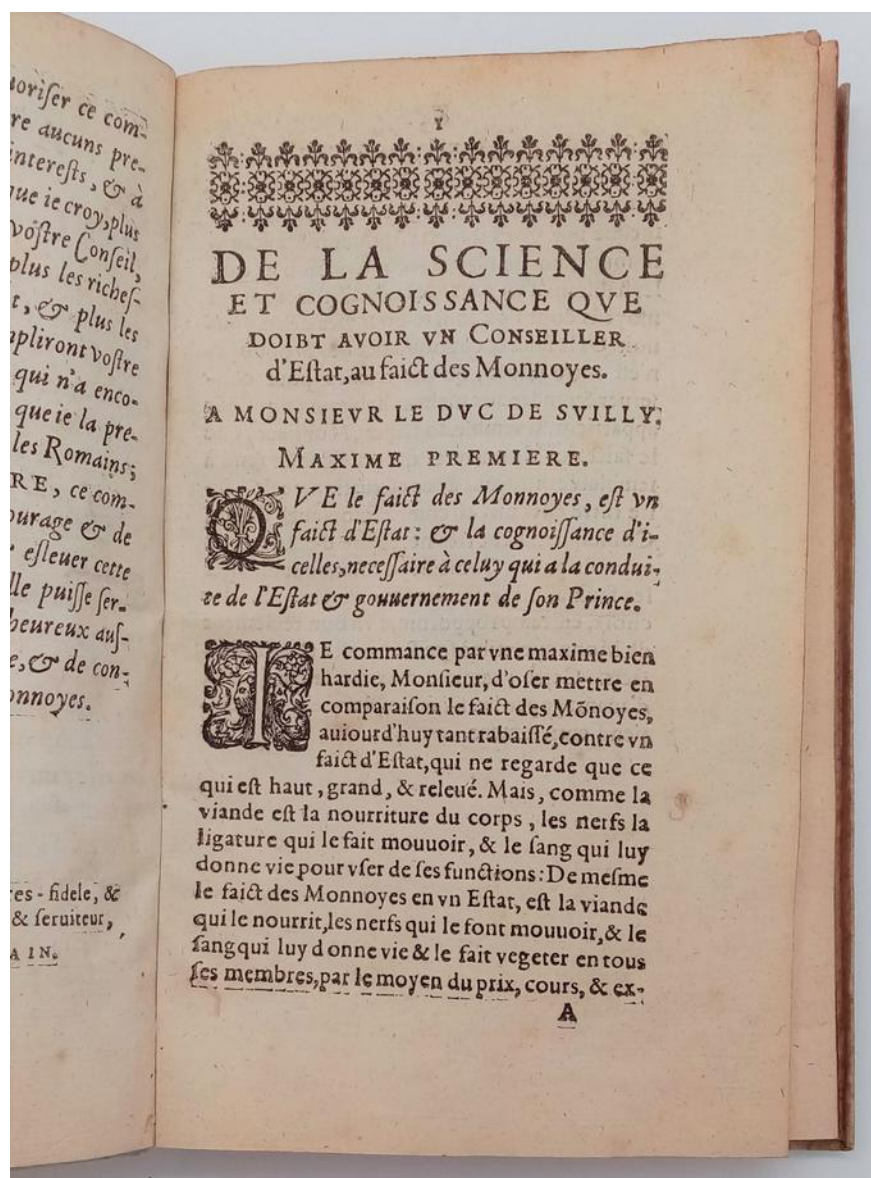 uoriſer ce com-
re aucuns pre-
intereſts, & à
ue ie croy, plus
voſtre Conſeil,
plus les richeſ-
t, & plus les
pliront voſtre
qui n'a enco-
que ie la pre-
les Romains;
RE, ce com-
ourage & de
eſleuer cette
lle puiſſe ſer-
heureux auſ-
e, & de con-
onnoyes.
es-fidele, &
& ſeruiteur,
AIN.
DE LA SCIENCE
ET COGNOISSANCE QVE
DOIBT AVOIR VN CONSEILLER
d'Eſtat, au faict des Monnoyes.
A MONSIEVR LE DVC DE SVILLY.
MAXIME PREMIERE.
QVE le faict des Monnoyes, eſt vn
faict d'Eſtat: & la cognoiſſance d'i-
celles, neceſſaire à celuy qui a la condui-
te de l'Eſtat & gouuernement de ſon Prince.
IE commance par vne maxime bien
hardie, Monſieur, d'oſer mettre en
comparaiſon le faict des Mõnoyes,
auiourd'huy tant rabaiſſé, contre vn
faict d'Eſtat, qui ne regarde que ce
qui eſt haut, grand, & releué. Mais, comme la
viande eſt la nourriture du corps, les nerfs la
ligature qui le fait mouuoir, & le ſang qui luy
donne vie pour vſer de ſes functions: De meſme
le faict des Monnoyes en vn Eſtat, eſt la viande
qui le nourrit, les nerfs qui le font mouuoir, & le
ſang qui luy donne vie & le fait vegeter en tous
ſes membres, par le moyen du prix, cours, & ex-
A